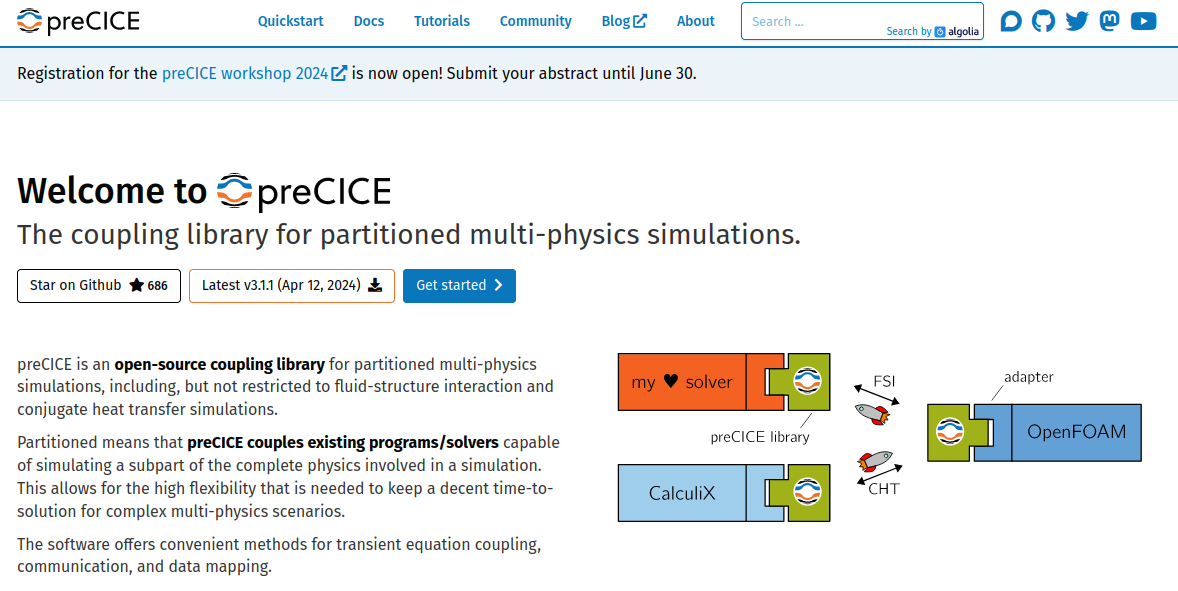 preCICE
Quickstart
Docs
Tutorials
Community
Blog
About
Search ...
Search by algolia
Registration for the preCICE workshop 2024 is now open! Submit your abstract until June 30.
Welcome to preCICE
The coupling library for partitioned multi-physics simulations.
Star on Github 686
Latest v3.1.1 (Apr 12, 2024)
Get started
preCICE is an open-source coupling library for partitioned multi-physics
simulations, including, but not restricted to fluid-structure interaction and
conjugate heat transfer simulations.
Partitioned means that preCICE couples existing programs/solvers capable
of simulating a subpart of the complete physics involved in a simulation.
This allows for the high flexibility that is needed to keep a decent time-to-
solution for complex multi-physics scenarios.
The software offers convenient methods for transient equation coupling,
communication, and data mapping.
my ♥ solver
preCICE library
FSI
adapter
OpenFOAM
CalculiX
CHT